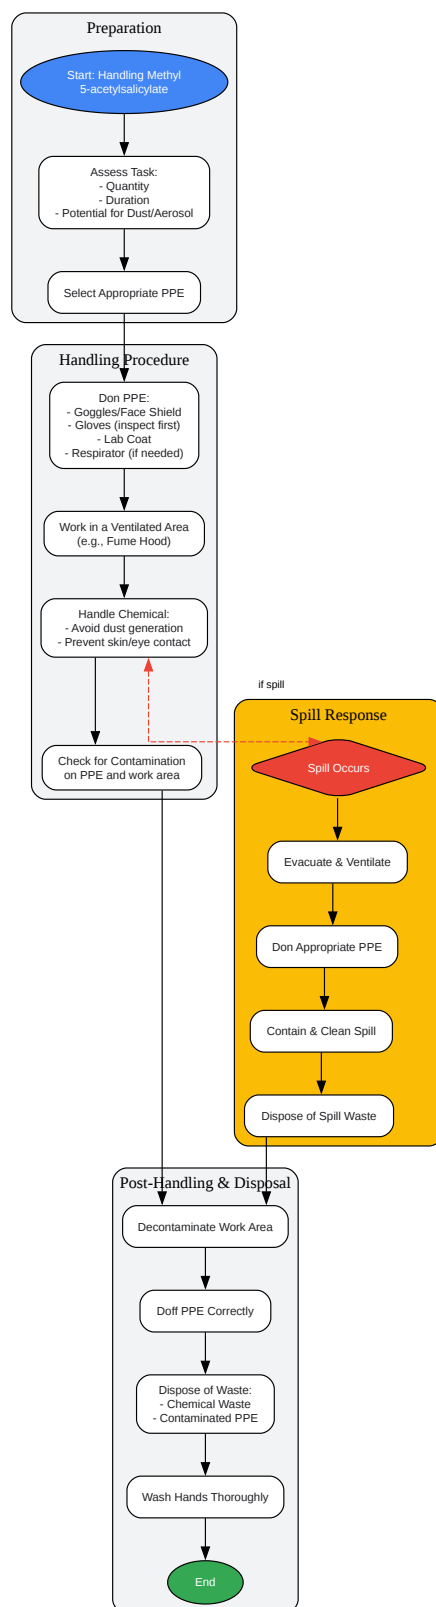 Preparation
Start: Handling Methyl
5-acetylsalicylate
Assess Task:
- Quantity
- Duration
- Potential for Dust/Aerosol
Select Appropriate PPE
Handling Procedure
Don PPE:
- Goggles/Face Shield
- Gloves (inspect first)
- Lab Coat
- Respirator (if needed)
Work in a Ventilated Area
(e.g., Fume Hood)
Handle Chemical:
- Avoid dust generation
- Prevent skin/eye contact
if spill
Spill Response
Check for Contamination
on PPE and work area
Spill Occurs
Evacuate & Ventilate
Don Appropriate PPE
Contain & Clean Spill
Dispose of Spill Waste
Post-Handling & Disposal
Decontaminate Work Area
Doff PPE Correctly
Dispose of Waste:
- Chemical Waste
- Contaminated PPE
Wash Hands Thoroughly
End